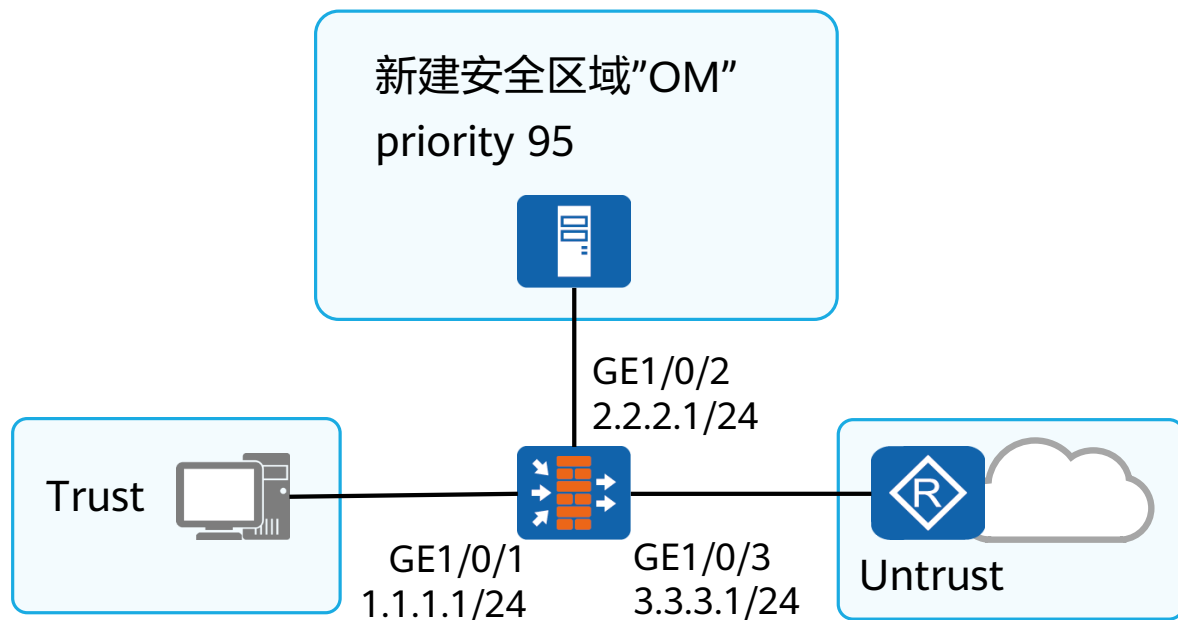 新建安全区域”OM”
priority 95
GE1/0/2
2.2.2.1/24
Trust
GE1/0/1
1.1.1.1/24
GE1/0/3
3.3.3.1/24
R
Untrust